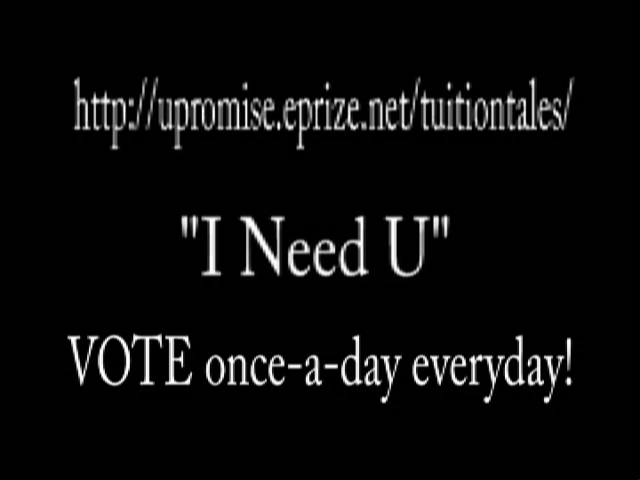 http://upromise.eprize.net/tuitiontales/
"I Need U"
VOTE once-a-day everyday!